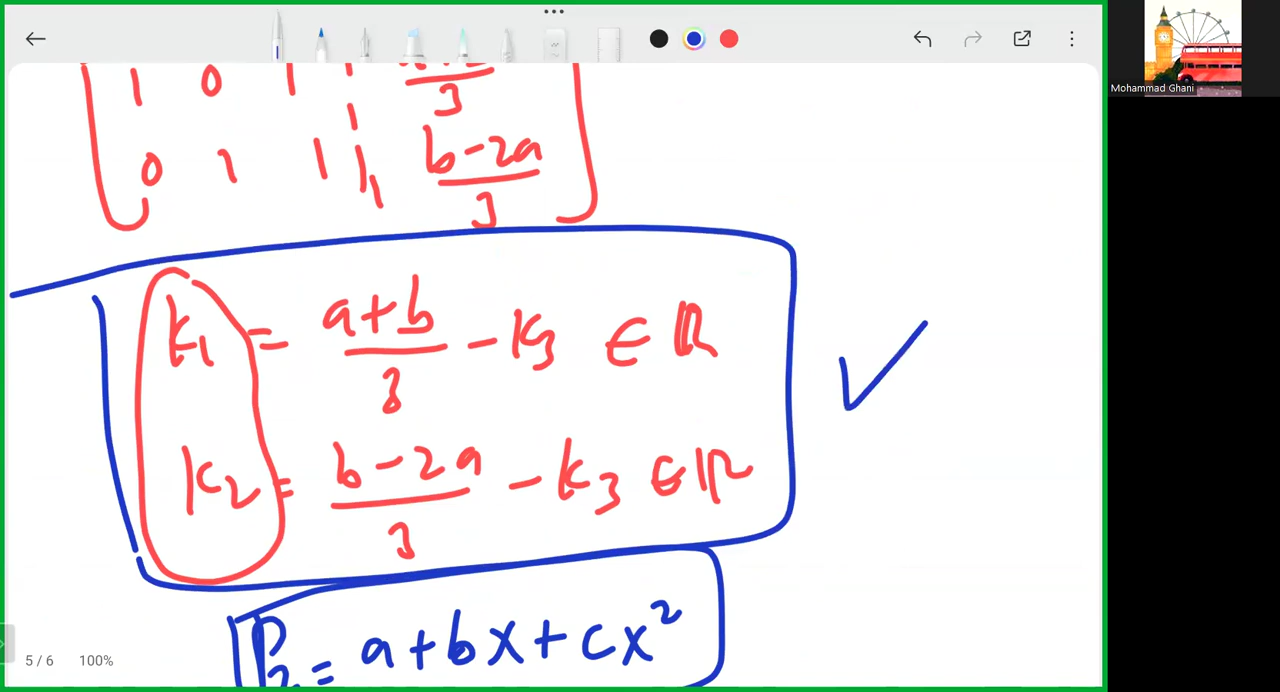 Mohammad Ghani
1 0 1
3
0 1 1 b-2a
3
k1 = a+b/3 - k3 ∈ ℝ
k2 = b-2a/3 - k3 ∈ ℝ
P2 = a+bx+cx²
5 / 6 100%